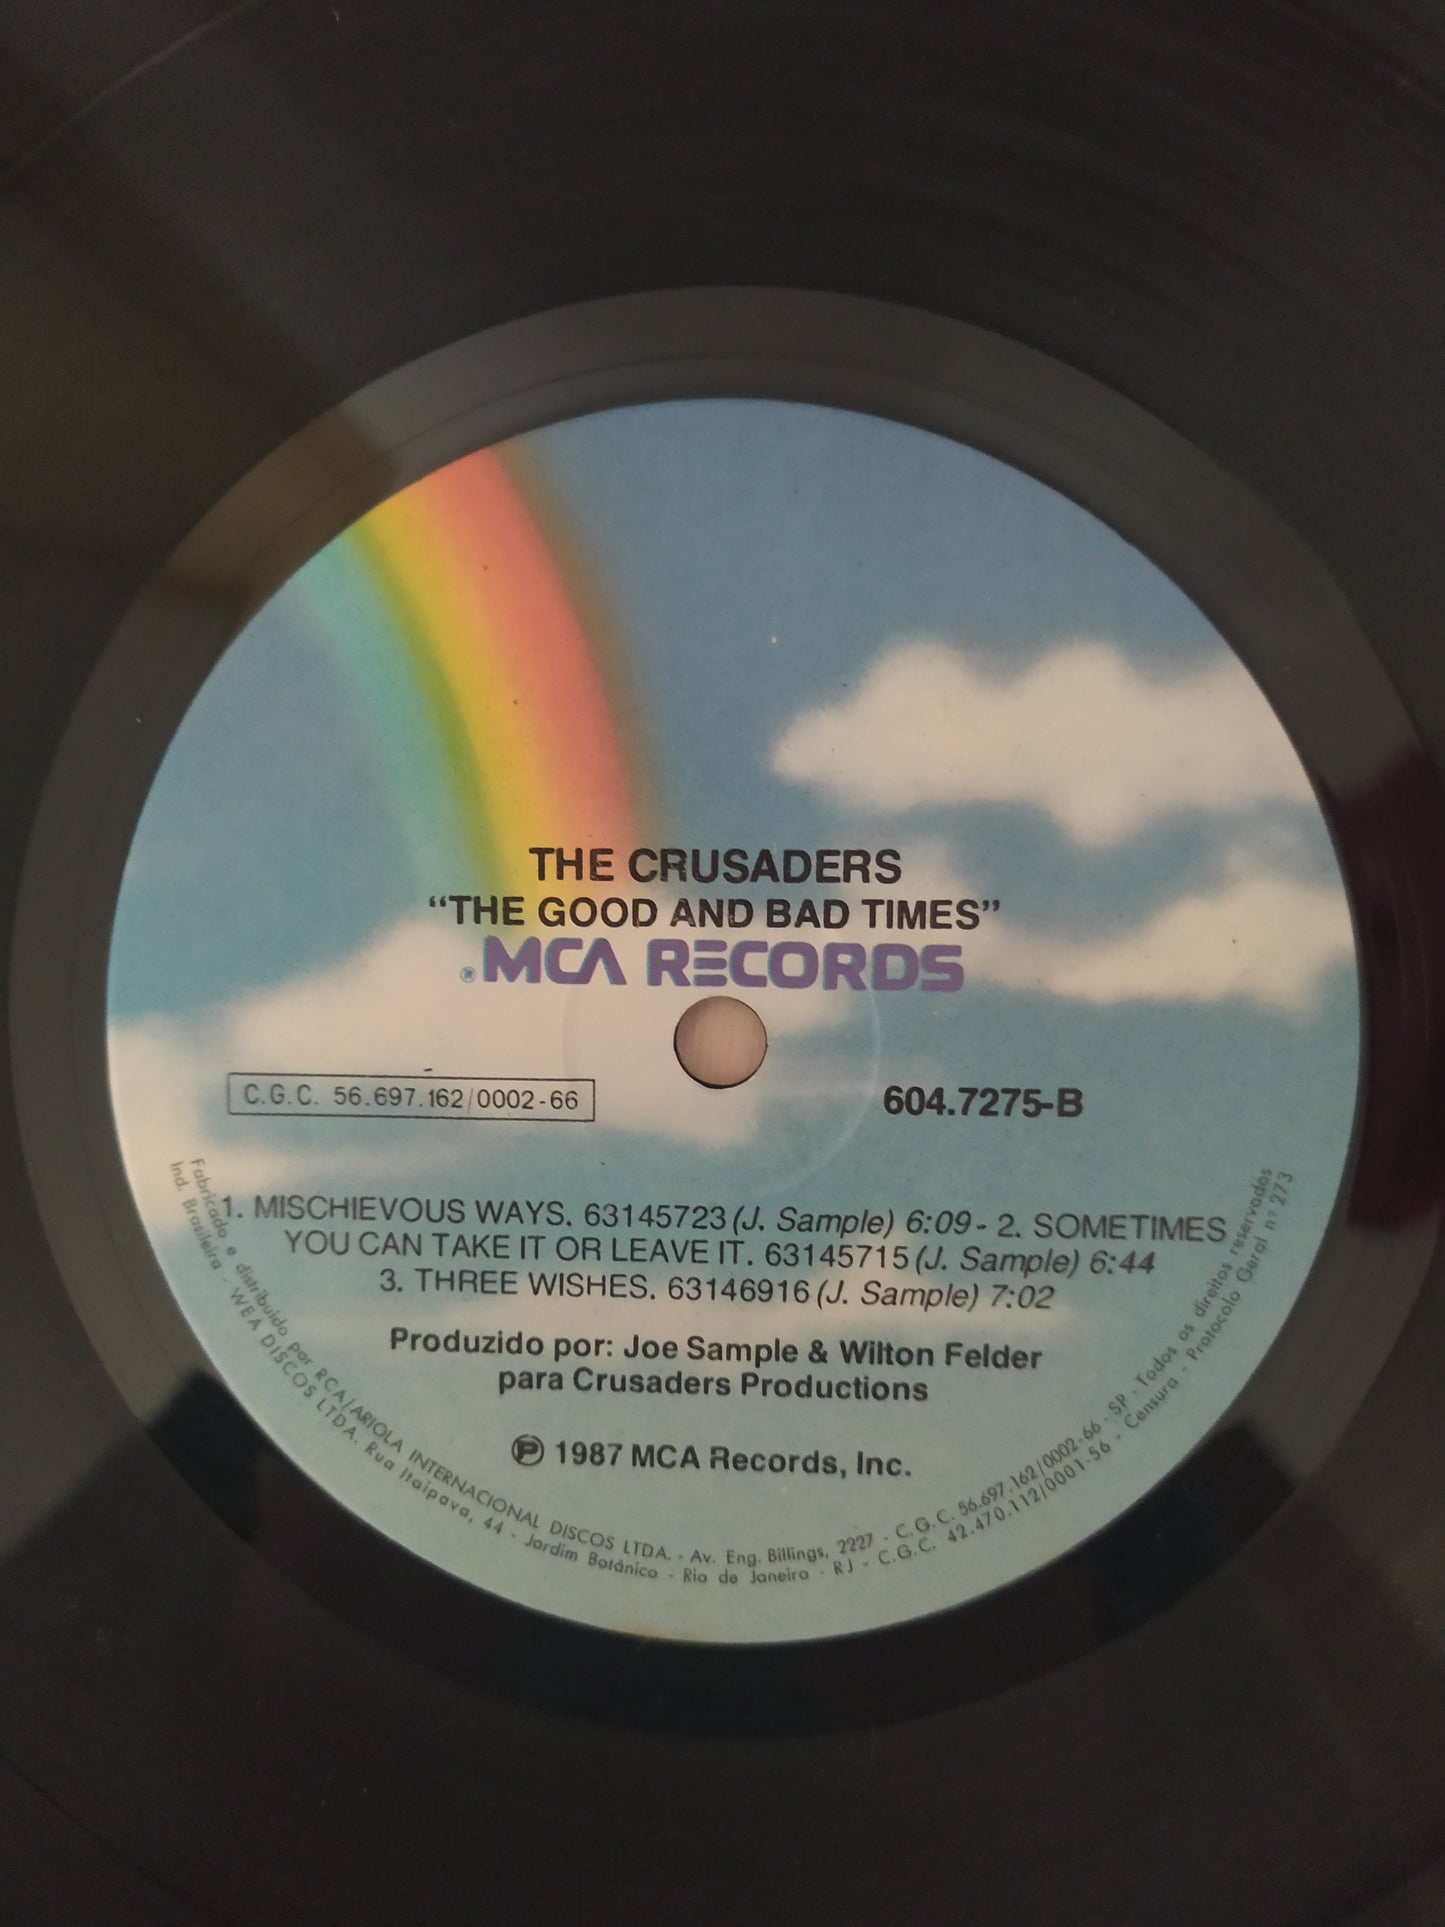 THE CRUSADERS
“THE GOOD AND BAD TIMES”
® MCA RECORDS
C.G.C. 56.697.162/0002-66
604.7275-B
1. MISCHIEVOUS WAYS. 63145723 (J. Sample) 6:09 - 2. SOMETIMES
YOU CAN TAKE IT OR LEAVE IT. 63145715 (J. Sample) 6:44
3. THREE WISHES. 63146916 (J. Sample) 7:02
Produzido por: Joe Sample & Wilton Felder
para Crusaders Productions
℗ 1987 MCA Records, Inc.
Fabricado e distribuido por RCA/ARIOLA INTERNACIONAL DISCOS LTDA. - Av. Eng. Billings, 2227 - C.G.C. 56.697.162/0002-66 - SP - Todos os direitos reservados
Ind. Brasileira - WEA DISCOS LTDA. Rua Itaipava, 44 - Jardim Botânico - Rio de Janeiro - RJ - C.G.C. 42.470.112/0001-56 - Censura - Protocolo Geral nº 273